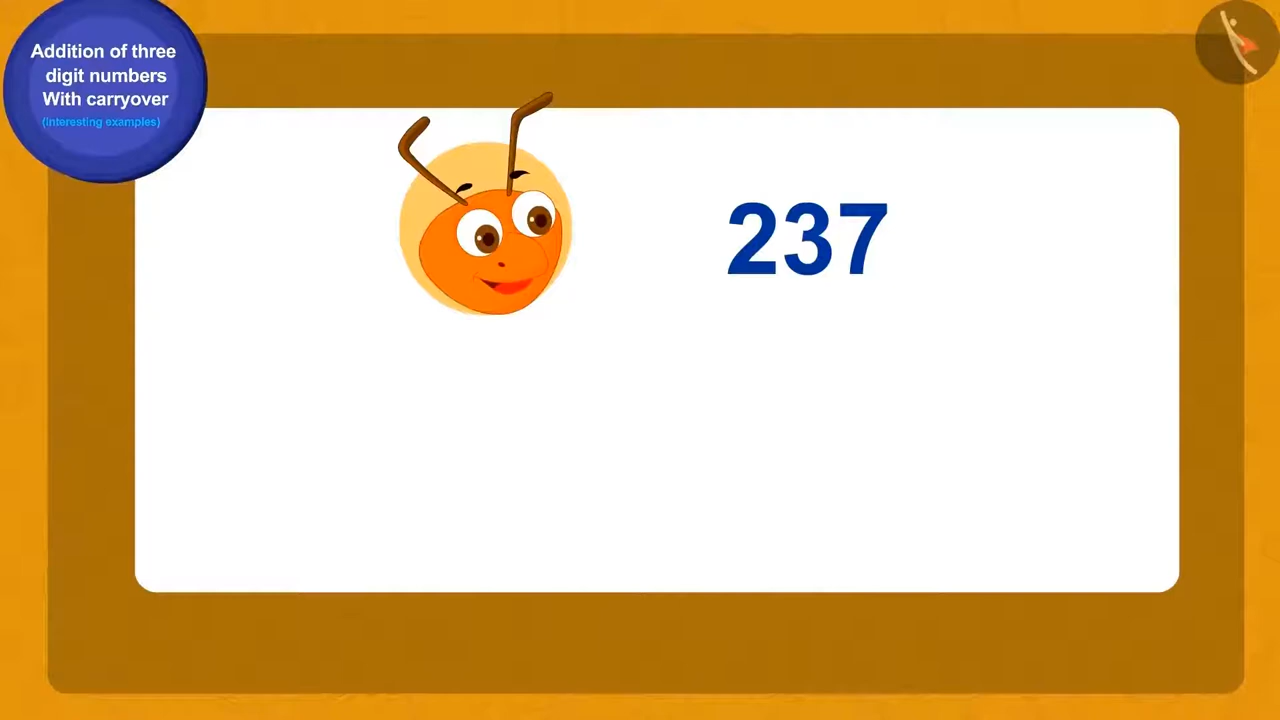 Addition of three
digit numbers
With carryover
(interesting examples)
237